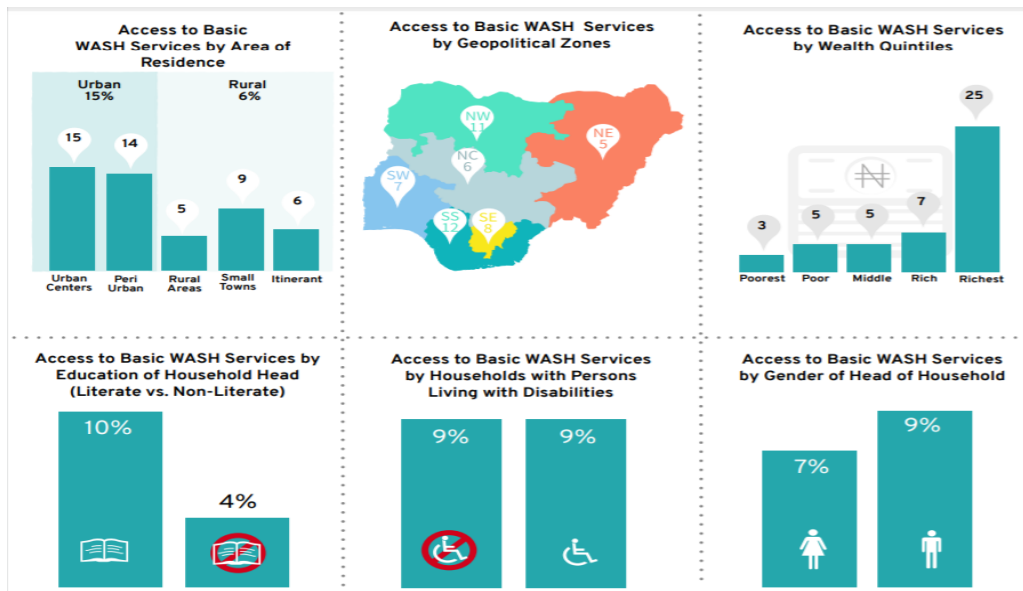 Access to Basic
WASH Services by Area of
Residence
Urban
15%
Rural
6%
15
14
5
9
6
Urban
Centers
Peri
Urban
Rural
Areas
Small
Towns
Itinerant
Access to Basic WASH Services
by Geopolitical Zones
NW
11
NE
5
NC
6
SW
7
SS
12
SE
8
Access to Basic WASH Services
by Wealth Quintiles
3
5
5
7
25
₦
Poorest
Poor
Middle
Rich
Richest
Access to Basic WASH Services by
Education of Household Head
(Literate vs. Non-Literate)
10%
4%
Access to Basic WASH Services
by Households with Persons
Living with Disabilities
9%
9%
Access to Basic WASH Services
by Gender of Head of Household
7%
9%